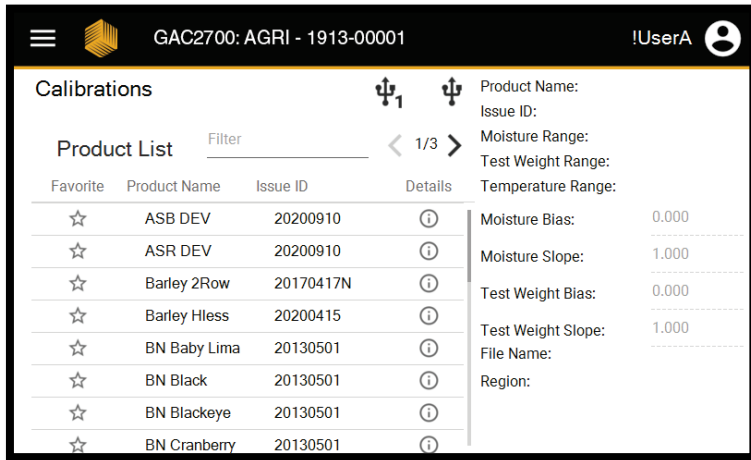 GAC2700: AGRI - 1913-00001 !UserA
Calibrations 1
Product List Filter 1/3
Favorite Product Name Issue ID Details
ASB DEV 20200910
ASR DEV 20200910
Barley 2Row 20170417N
Barley Hless 20200415
BN Baby Lima 20130501
BN Black 20130501
BN Blackeye 20130501
BN Cranberry 20130501
Product Name:
Issue ID:
Moisture Range:
Test Weight Range:
Temperature Range:
Moisture Bias: 0.000
Moisture Slope: 1.000
Test Weight Bias: 0.000
Test Weight Slope: 1.000
File Name:
Region: